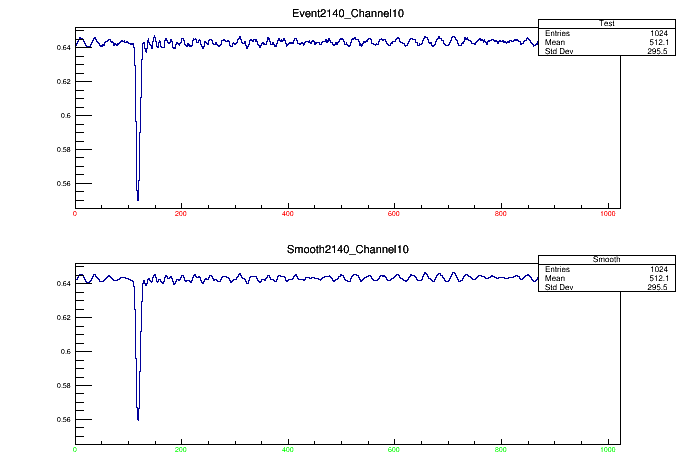 Event2140_Channel10
Test
Entries 1024
Mean 512.1
Std Dev 295.5
0.64
0.62
0.6
0.58
0.56
0 200 400 600 800 1000
Smooth2140_Channel10
Smooth
Entries 1024
Mean 512.1
Std Dev 295.5
0.64
0.62
0.6
0.58
0.56
0 200 400 600 800 1000